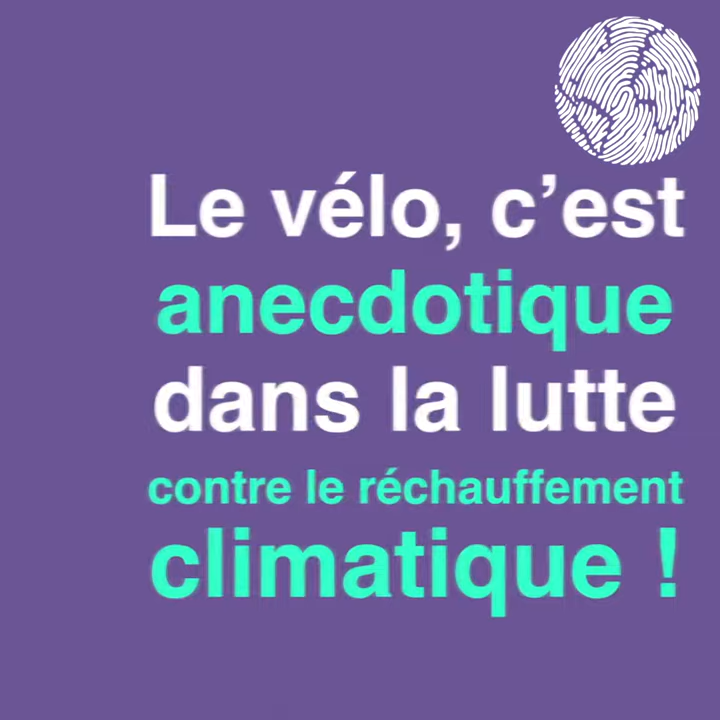 Le vélo, c’est
anecdotique
dans la lutte
contre le réchauffement
climatique !